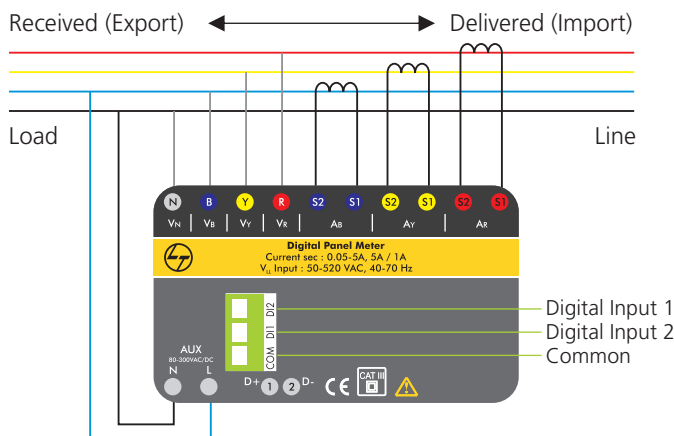 Received (Export) Delivered (Import)
Load Line
N B Y R S2 S1 S2 S1 S2 S1
VN VB VY VR AB AY AR
LT
Digital Panel Meter
Current sec : 0.05-5A, 5A / 1A
VLL Input : 50-520 VAC, 40-70 Hz
DI2 Digital Input 1
DI1 Digital Input 2
COM Common
AUX
80-300VAC/DC
N L
D+ 1 2 D- CE CAT III